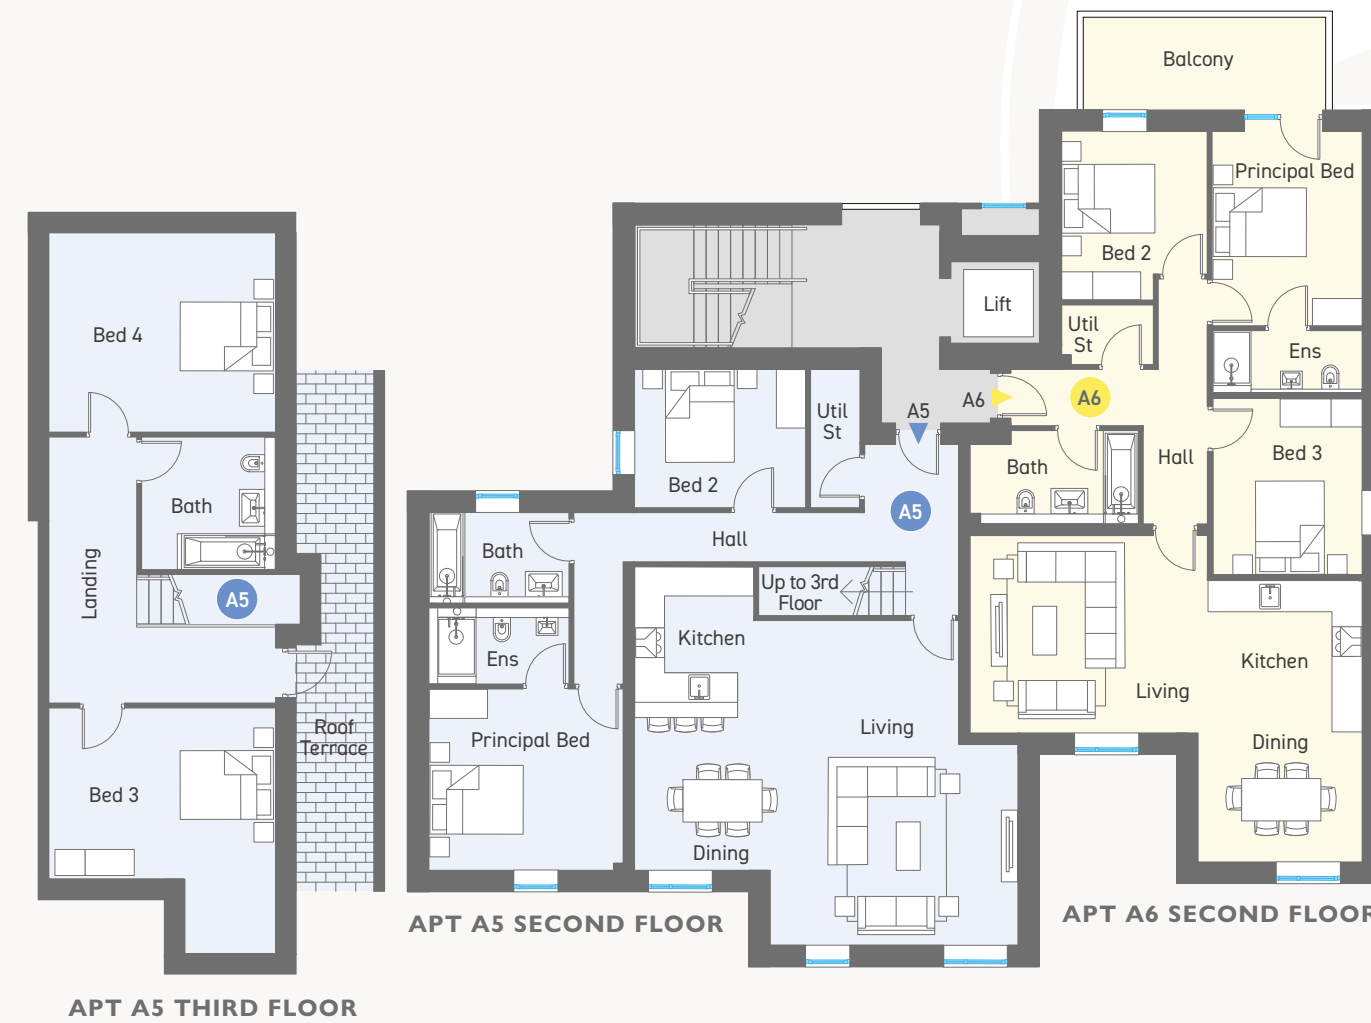 Balcony
Principal Bed
Bed 2
Lift
Util
St
Ens
A6
A6
A5
Bed 4
Util
St
Bed 2
Bath
Hall
Bed 3
Bath
A5
Hall
Bath
Landing
A5
Up to 3rd
Floor
Kitchen
Ens
Kitchen
Living
Principal Bed
Living
Roof
Terrace
Dining
Bed 3
Dining
APT A5 SECOND FLOOR
APT A6 SECOND FLOOR
APT A5 THIRD FLOOR